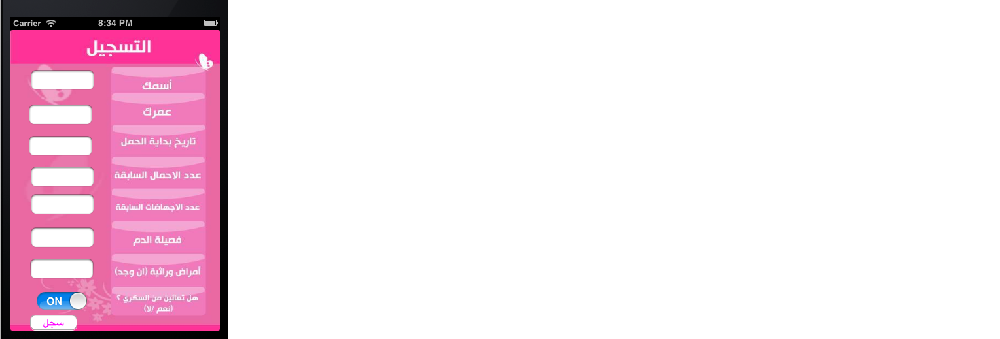 Carrier 8:34 PM
التسجيل
أسمك
عمرك
تاريخ بداية الحمل
عدد الاحمال السابقة
عدد الاجهاضات السابقة
فصيلة الدم
أمراض وراثية (ان وجد)
هل تعانين من السكري ؟
(نعم /لا)
ON
سجل